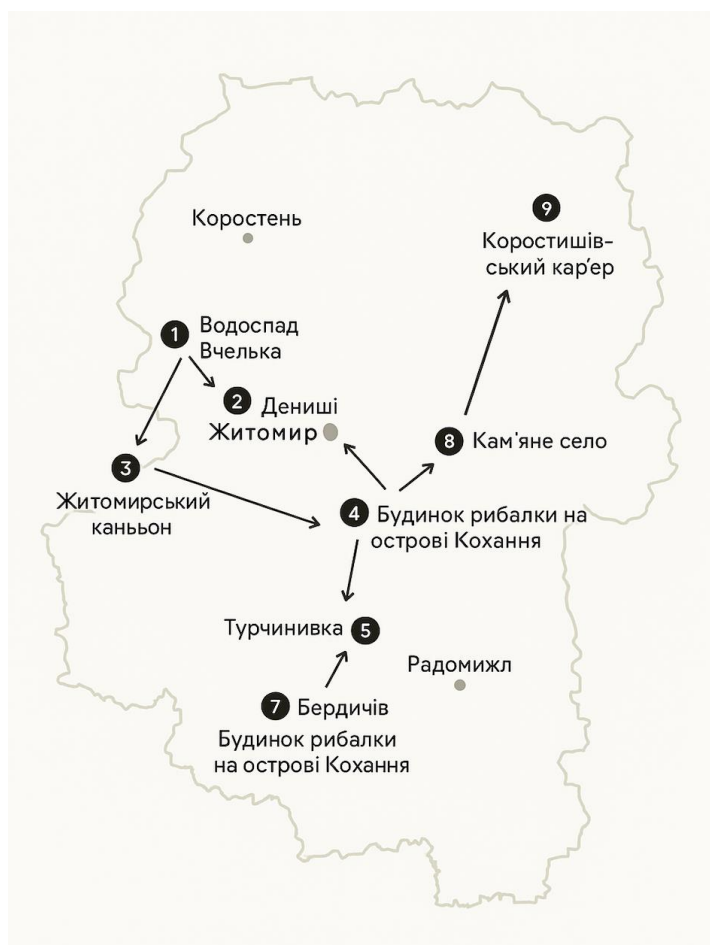 Коростень
9
Коростишів-
ський кар'єр
1 Водоспад
Вчелька
2 Дениші
Житомир
8 Кам'яне село
3
Житомирський
канььон
4 Будинок рибалки на
острові Кохання
Турчинивка 5
Радомижл
7 Бердичів
Будинок рибалки
на острові Кохання